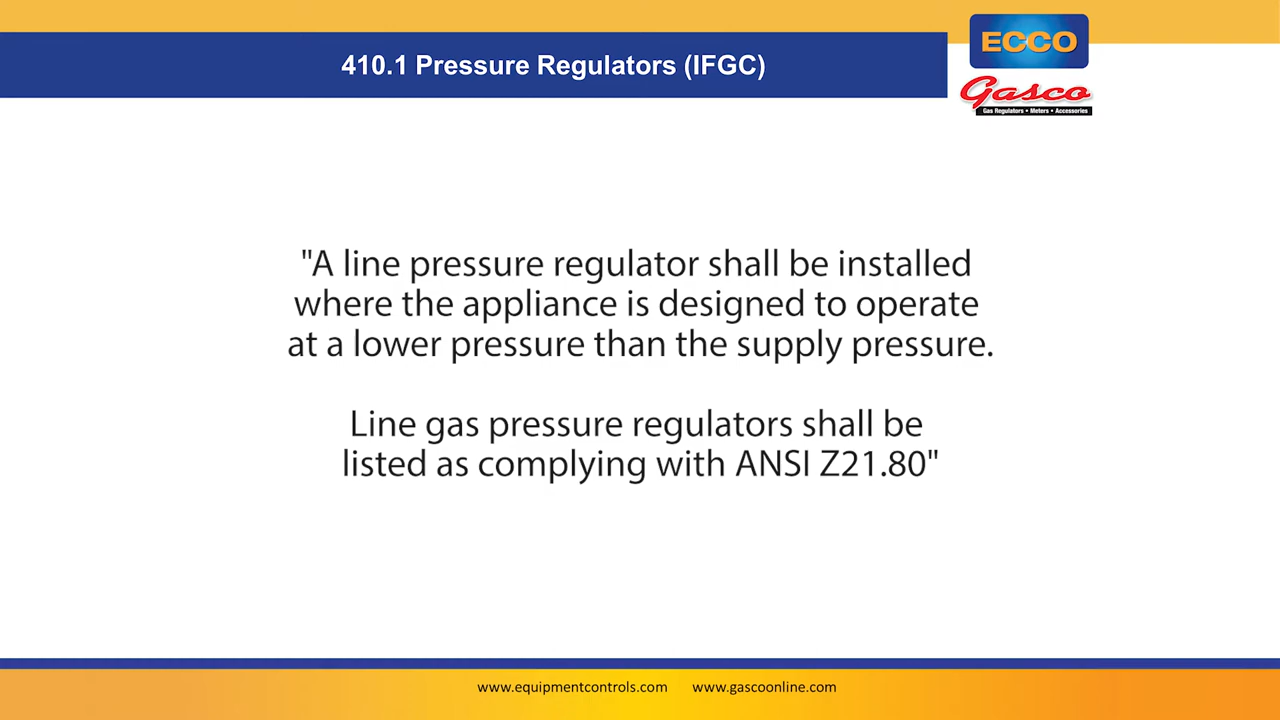 410.1 Pressure Regulators (IFGC)
ECCO
Gasco
Gas Regulators • Meters • Accessories
"A line pressure regulator shall be installed
where the appliance is designed to operate
at a lower pressure than the supply pressure.
Line gas pressure regulators shall be
listed as complying with ANSI Z21.80"
www.equipmentcontrols.com www.gascoonline.com